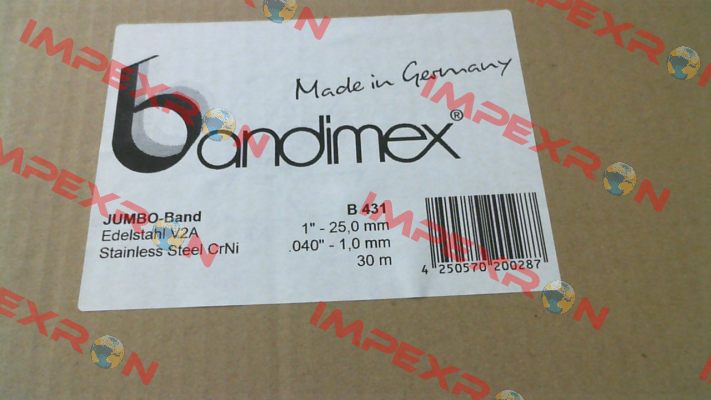 Made in Germany
bandimex®
JUMBO-Band
Edelstahl V2A
Stainless Steel CrNi
B 431
1" - 25,0 mm
.040" - 1,0 mm
30 m
4 250570 200287
IMPEXRON
IMPEXRON
IMPEXRON
IMPEXRON
IMPEXRON
IMPEXRON